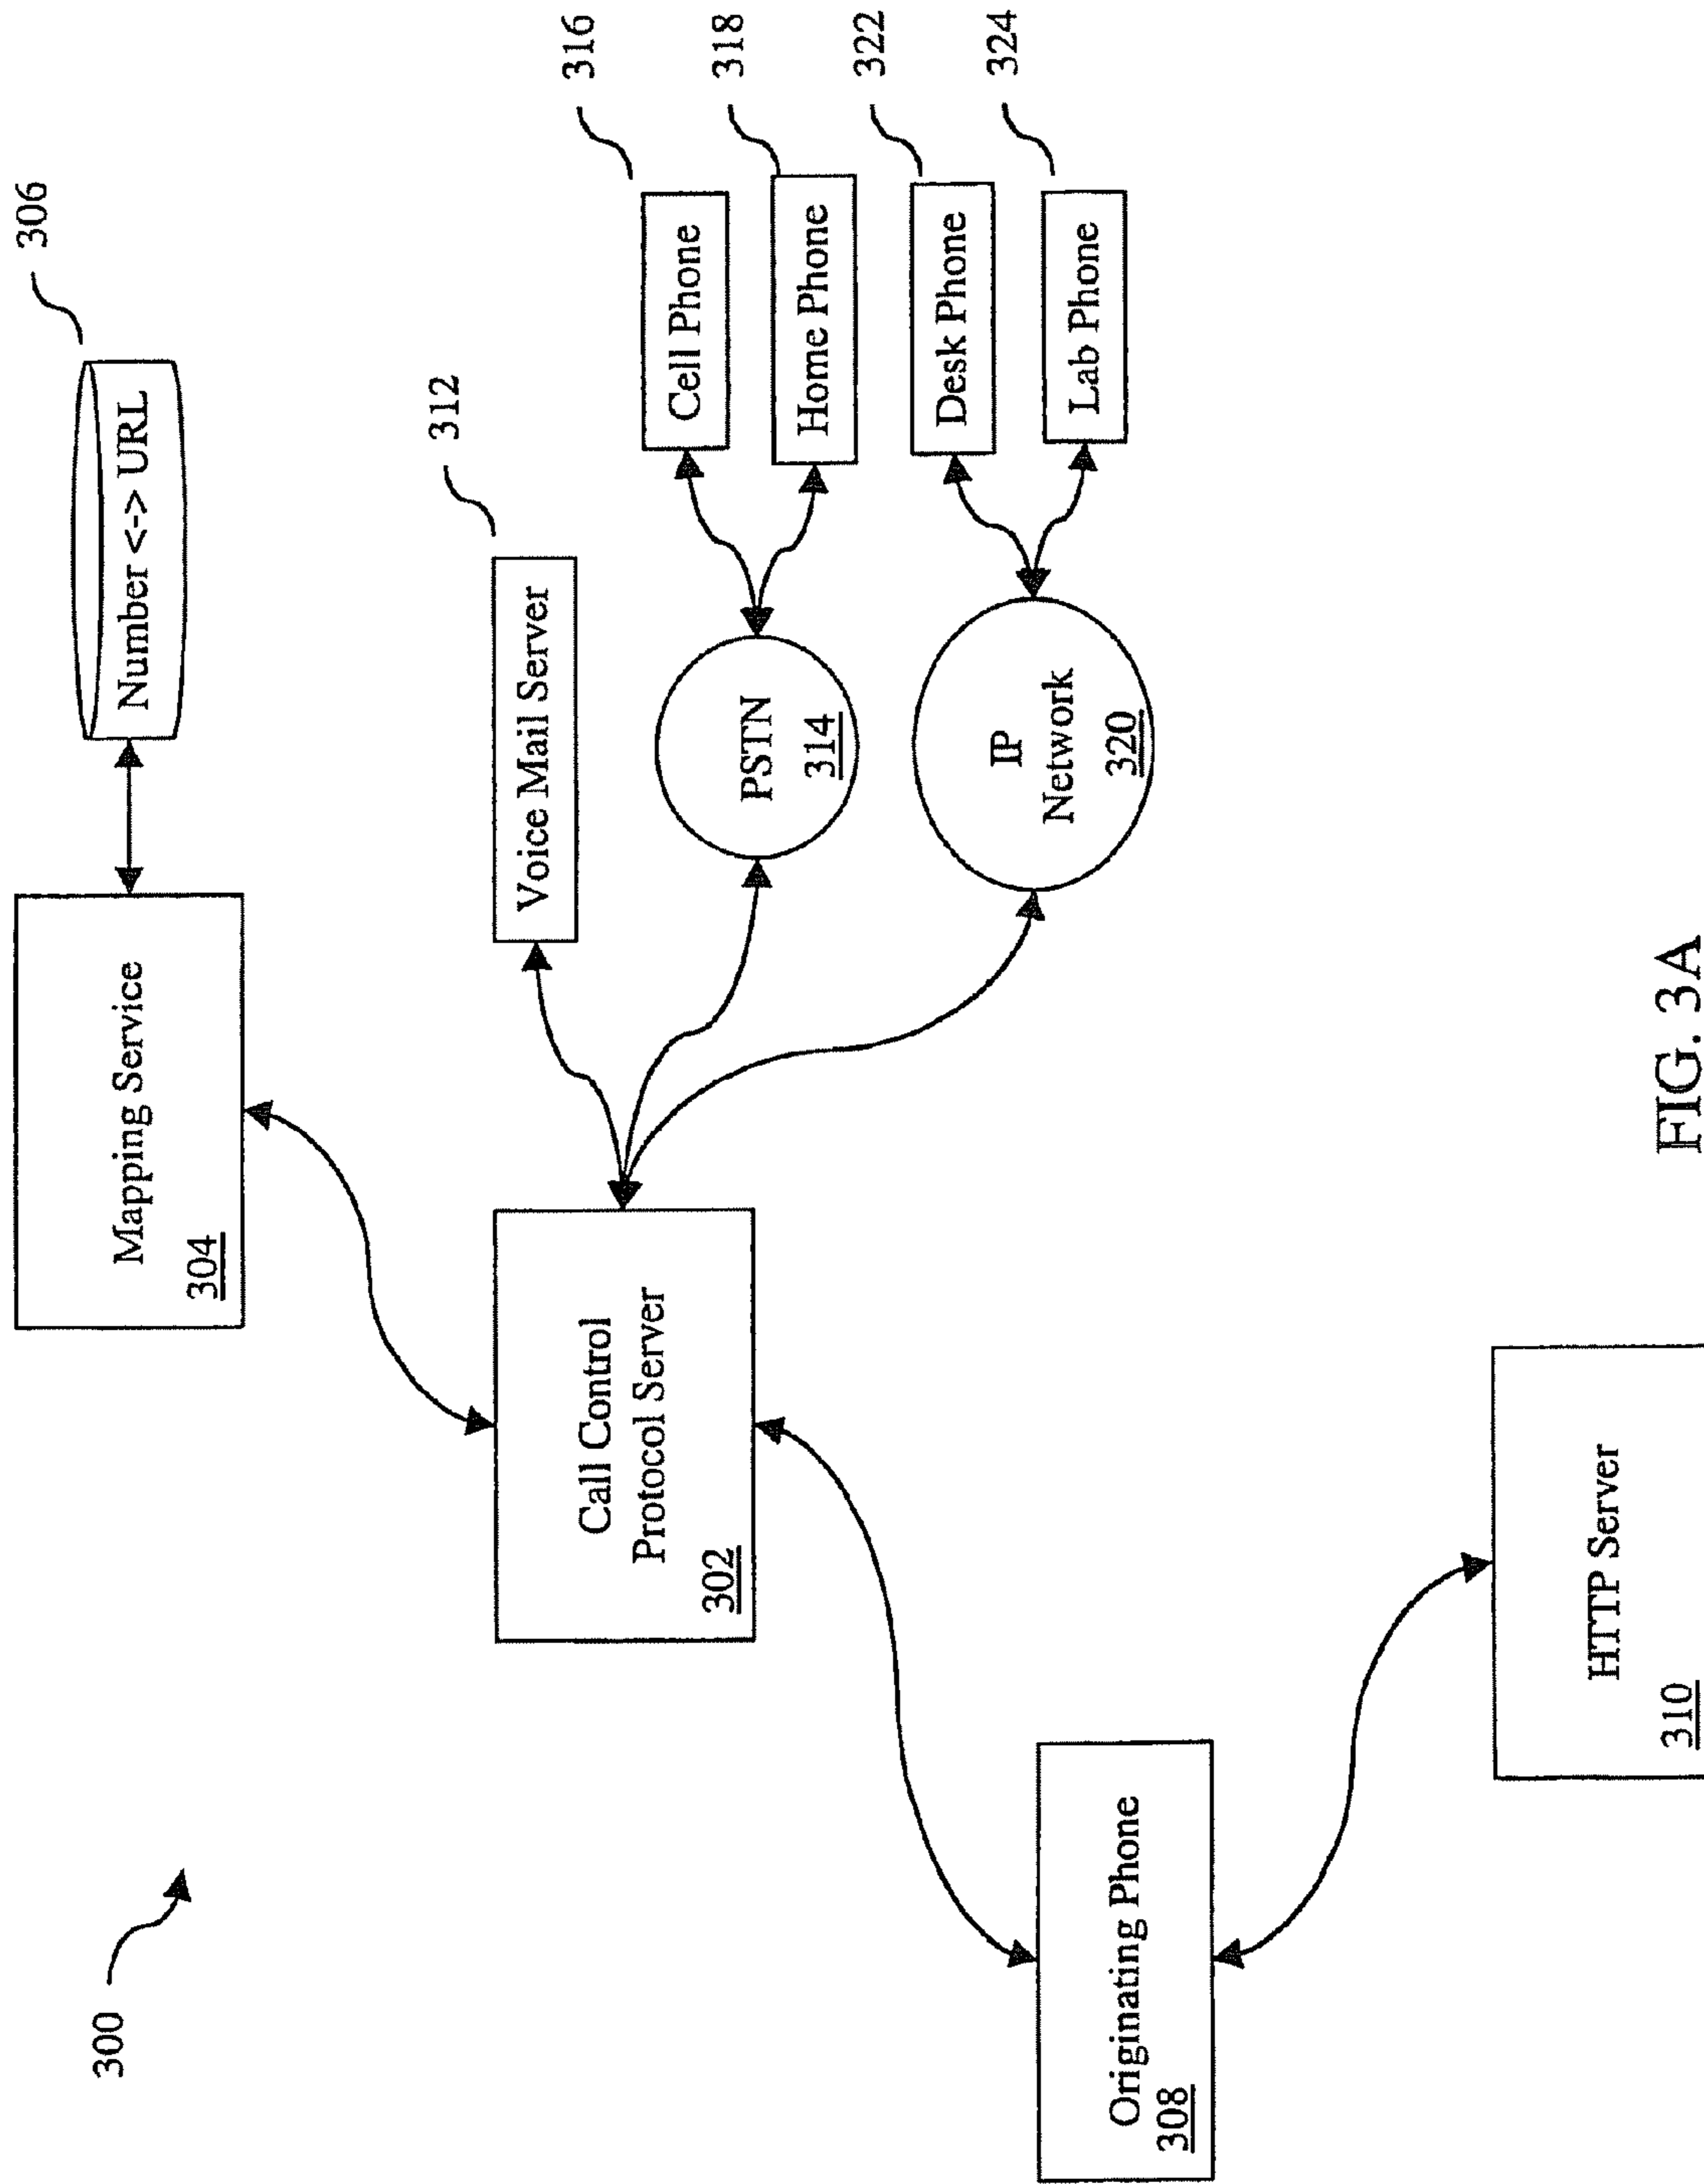 300
Mapping Service
304
Number <-> URL
306
Call Control
Protocol Server
302
Voice Mail Server
312
PSTN
314
Cell Phone
316
Home Phone
318
IP
Network
320
Desk Phone
322
Lab Phone
324
Originating Phone
308
HTTP Server
310
FIG. 3A